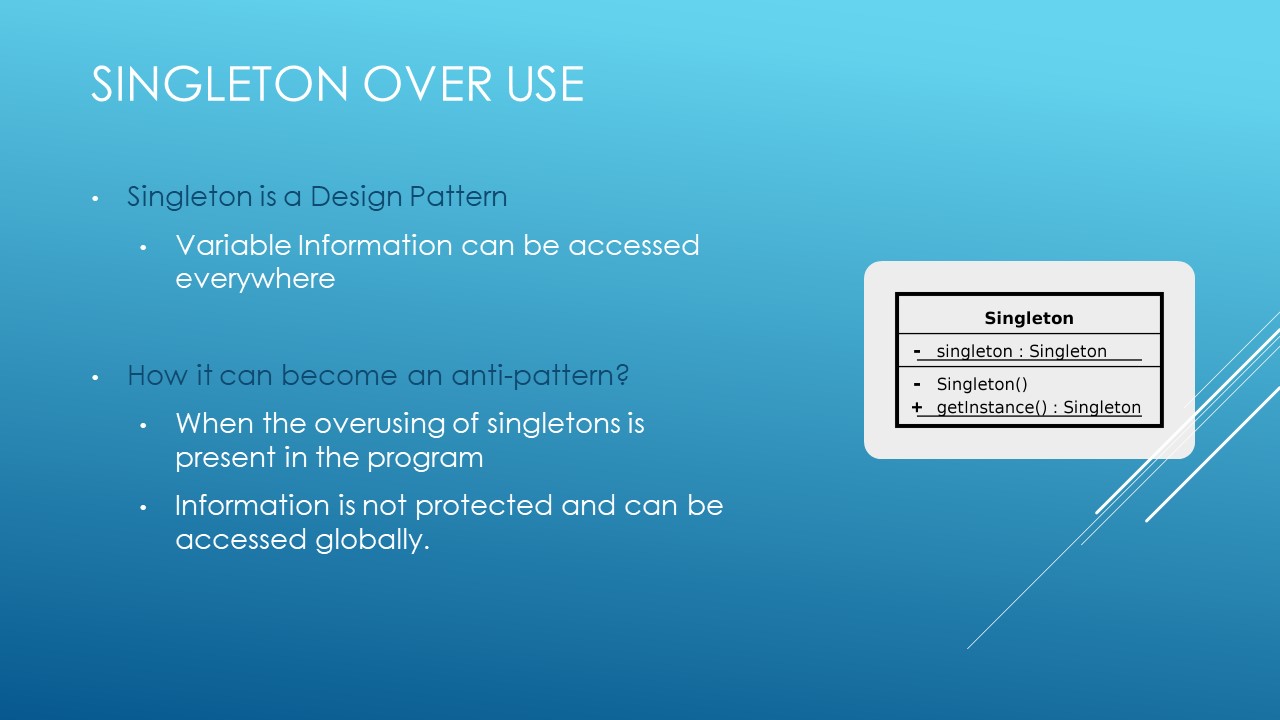 SINGLETON OVER USE
• Singleton is a Design Pattern
• Variable Information can be accessed
everywhere
• How it can become an anti-pattern?
• When the overusing of singletons is
present in the program
• Information is not protected and can be
accessed globally.
Singleton
- singleton : Singleton
- Singleton()
+ getInstance() : Singleton